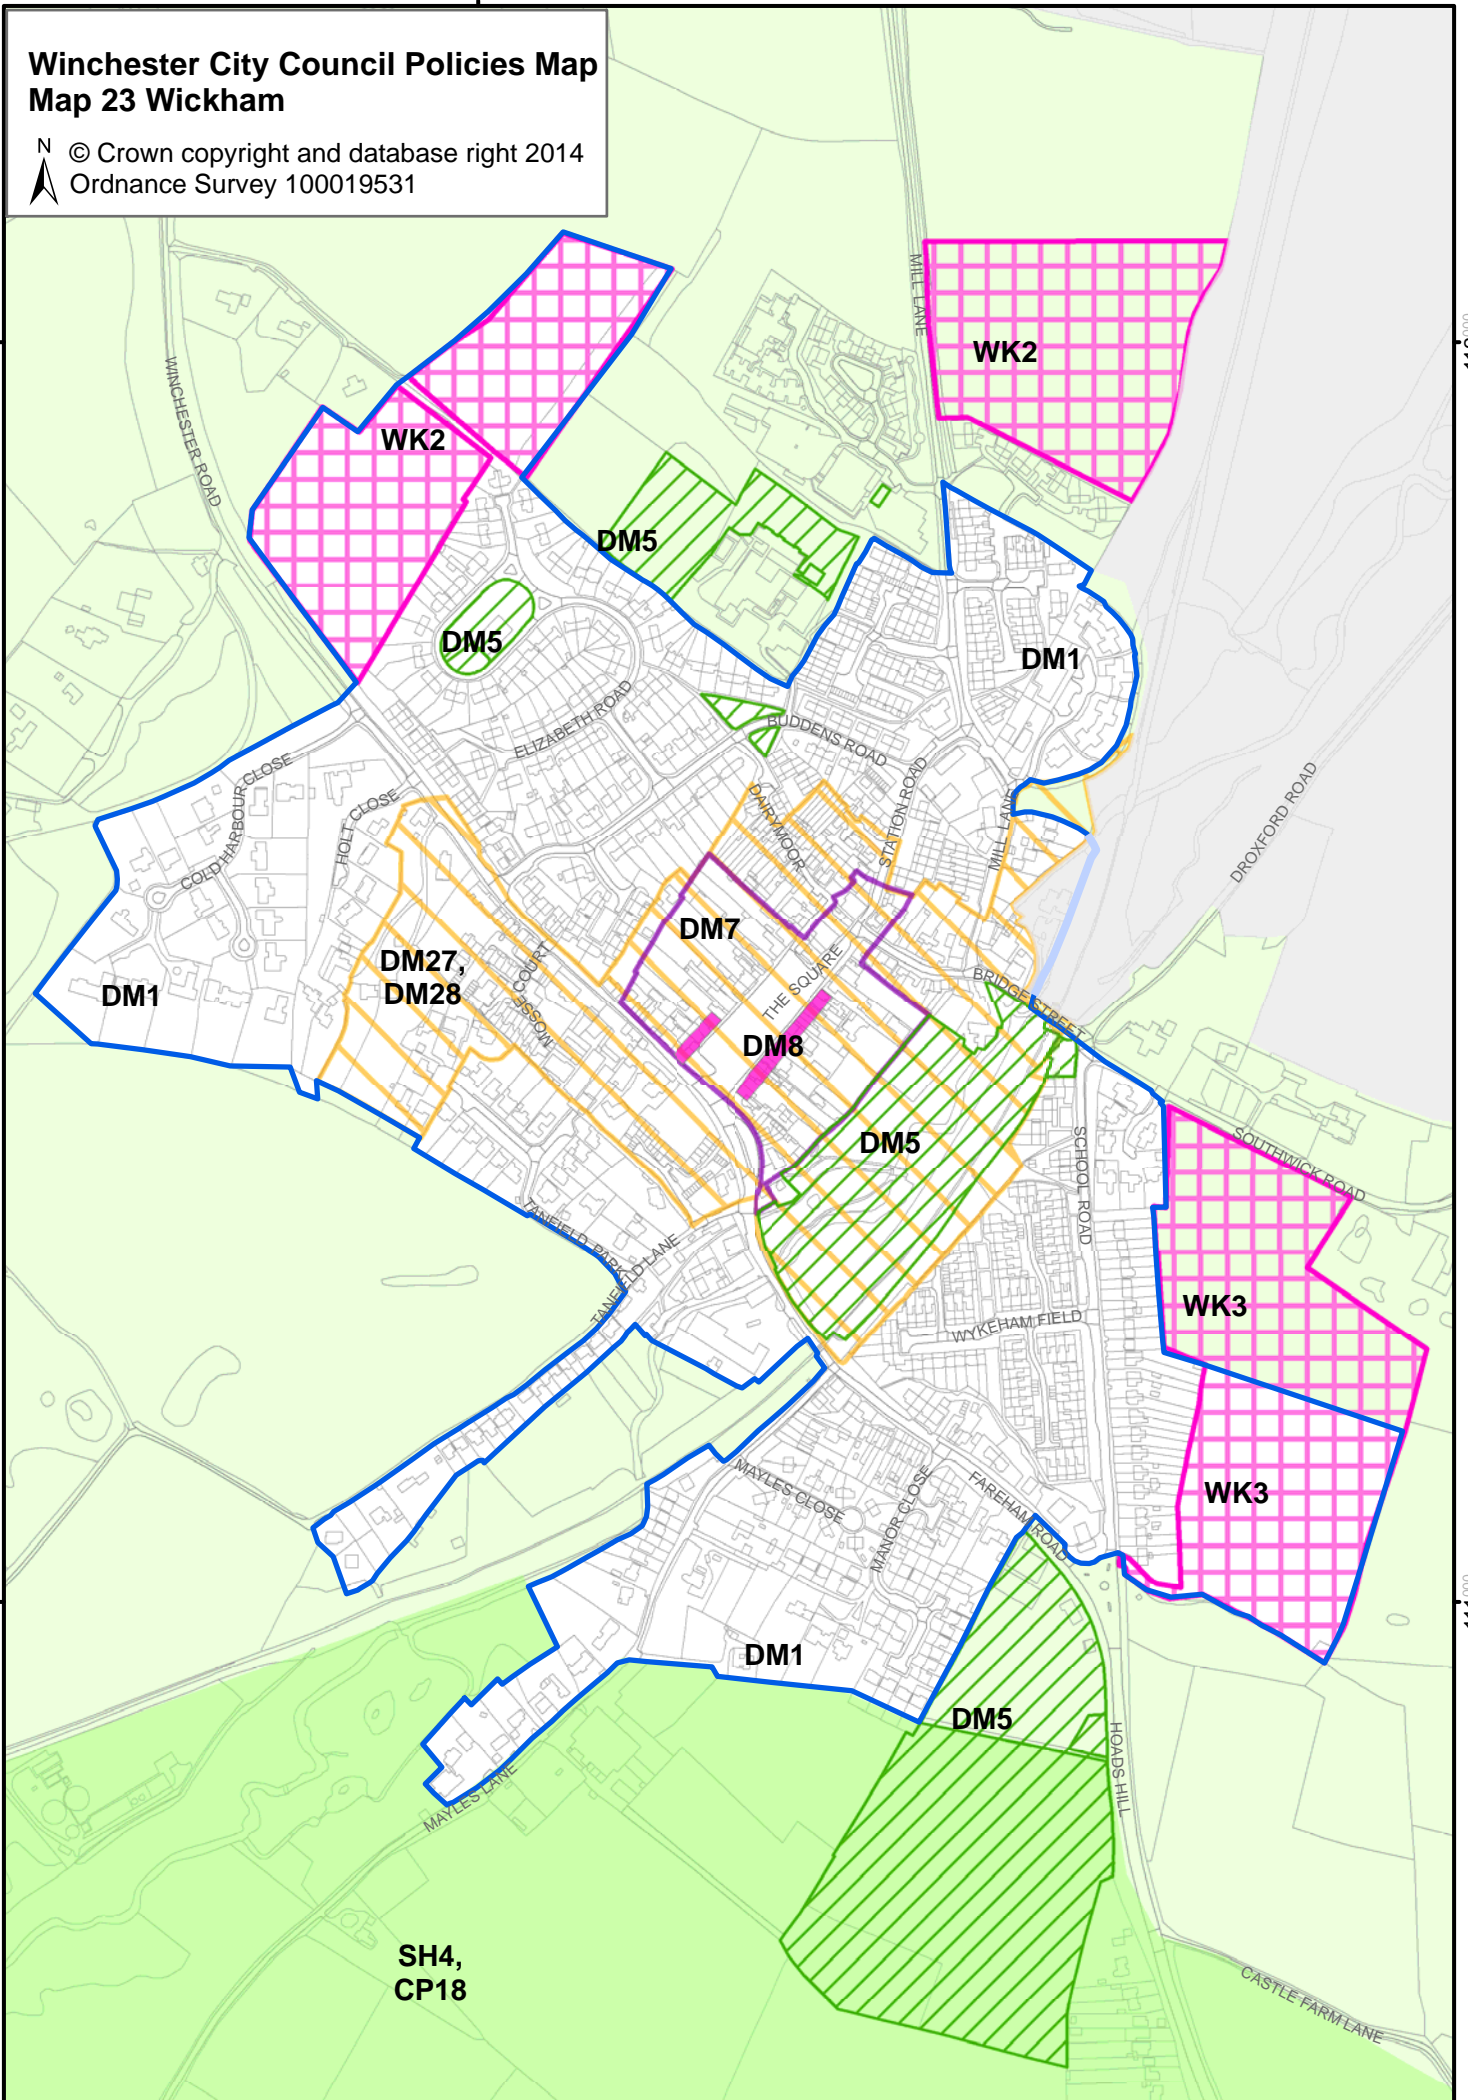 Winchester City Council Policies Map
Map 23 Wickham
N
© Crown copyright and database right 2014
Ordnance Survey 100019531
MILL LANE
WK2
WINCHESTER ROAD
WK2
DM5
DM5
DM1
ELIZABETH ROAD
BUDDENS ROAD
COLD HARBOUR CLOSE
HOLT CLOSE
DAIRYMOOR
STATION ROAD
MILL LANE
DROXFORD ROAD
DM7
DM27,
DM28
MOSSE COURT
THE SQUARE
BRIDGE STREET
DM1
DM8
DM5
SCHOOL ROAD
SOUTHWICK ROAD
TANFIELD PARK
TANFIELD LANE
WYKEHAM FIELD
WK3
MAYLES CLOSE
MANOR CLOSE
FAREHAM ROAD
WK3
DM1
DM5
HOADS HILL
MAYLES LANE
SH4,
CP18
CASTLE FARM LANE